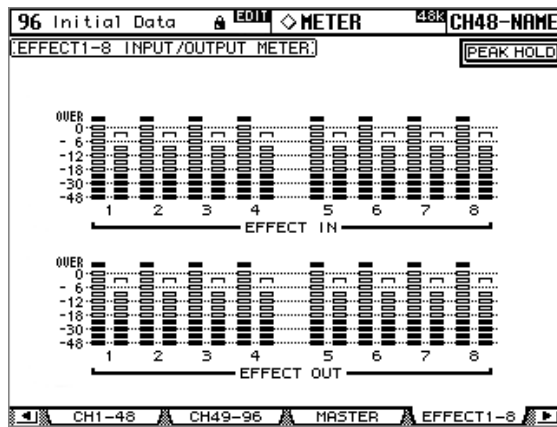 96 Initial Data EDIT ◇METER 48k CH48-NAME
EFFECT1-8 INPUT/OUTPUT METER
PEAK HOLD
OVER
0
- 6
-12
-18
-30
-48
1 2 3 4 5 6 7 8
EFFECT IN
OVER
0
- 6
-12
-18
-30
-48
1 2 3 4 5 6 7 8
EFFECT OUT
CH1-48 CH49-96 MASTER EFFECT1-8